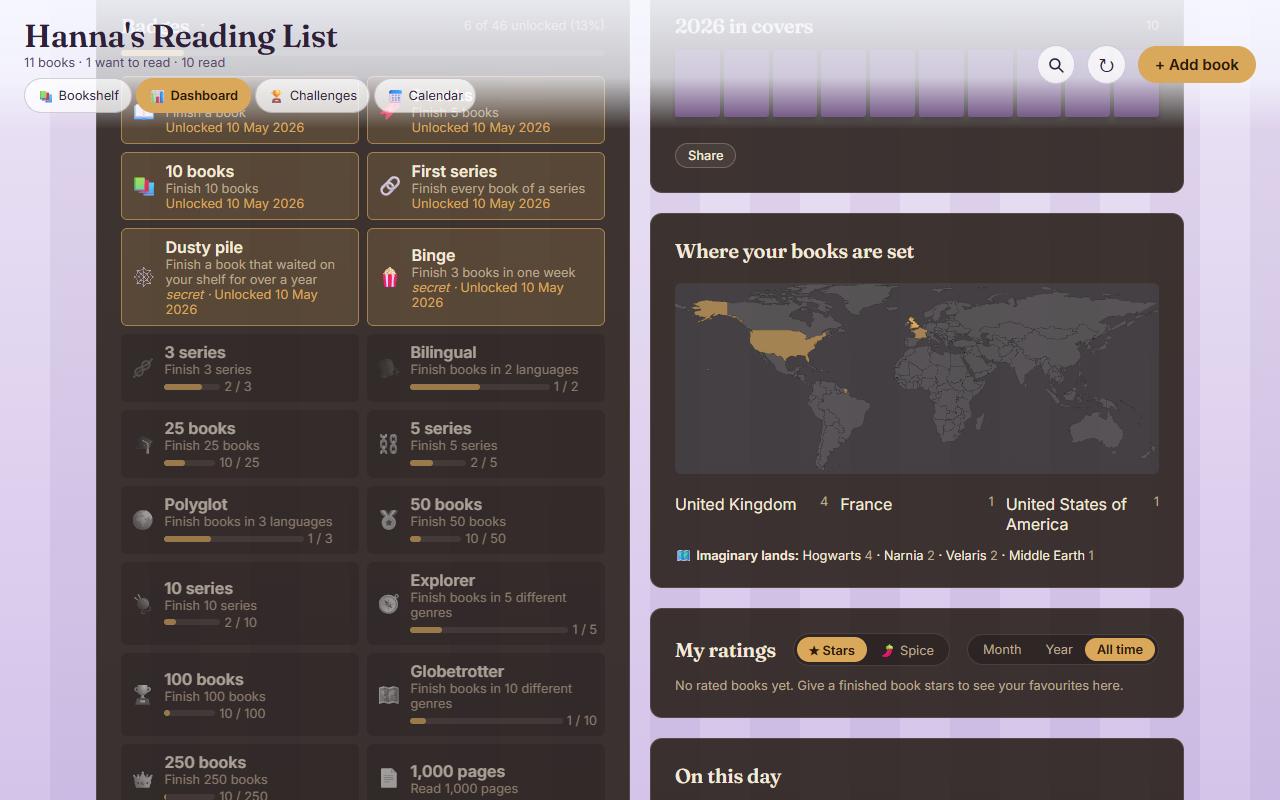 Hanna's Reading List
11 books · 1 want to read · 10 read
Bookshelf
Dashboard
Challenges
Calendar
+ Add book
Badges
6 of 46 unlocked (13%)
Finish a book
Unlocked 10 May 2026
Finish 5 books
Unlocked 10 May 2026
10 books
Finish 10 books
Unlocked 10 May 2026
First series
Finish every book of a series
Unlocked 10 May 2026
Dusty pile
Finish a book that waited on
your shelf for over a year
secret · Unlocked 10 May
2026
Binge
Finish 3 books in one week
secret · Unlocked 10 May
2026
3 series
Finish 3 series
2 / 3
Bilingual
Finish books in 2 languages
1 / 2
25 books
Finish 25 books
10 / 25
5 series
Finish 5 series
2 / 5
Polyglot
Finish books in 3 languages
1 / 3
50 books
Finish 50 books
10 / 50
10 series
Finish 10 series
2 / 10
Explorer
Finish books in 5 different
genres
1 / 5
100 books
Finish 100 books
10 / 100
Globetrotter
Finish books in 10 different
genres
1 / 10
250 books
Finish 250 books
10 / 250
1,000 pages
Read 1,000 pages
2026 in covers
10
Share
Where your books are set
United Kingdom 4
France 1
United States of
America 1
Imaginary lands: Hogwarts 4 · Narnia 2 · Velaris 2 · Middle Earth 1
My ratings
★ Stars
Spice
Month
Year
All time
No rated books yet. Give a finished book stars to see your favourites here.
On this day